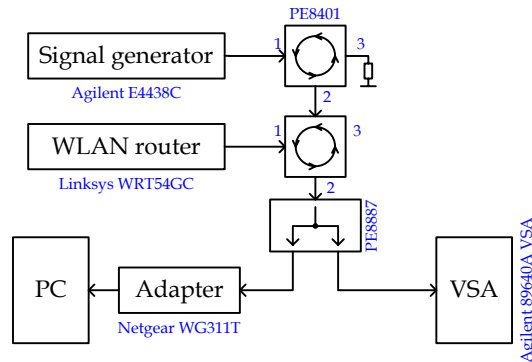 PE8401
Signal generator
1
3
Agilent E4438C
2
WLAN router
1
3
Linksys WRT54GC
2
PE8887
PC
Adapter
VSA
Netgear WG311T
Agilent 89640A VSA